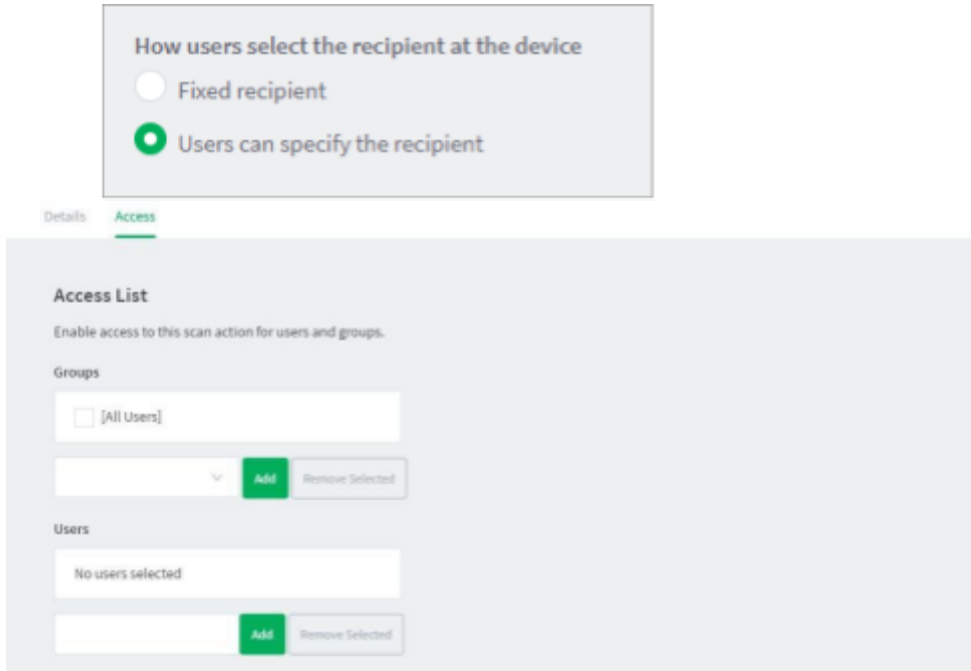 How users select the recipient at the device
Fixed recipient
Users can specify the recipient
Details Access
Access List
Enable access to this scan action for users and groups.
Groups
[All Users]
Add Remove Selected
Users
No users selected
Add Remove Selected